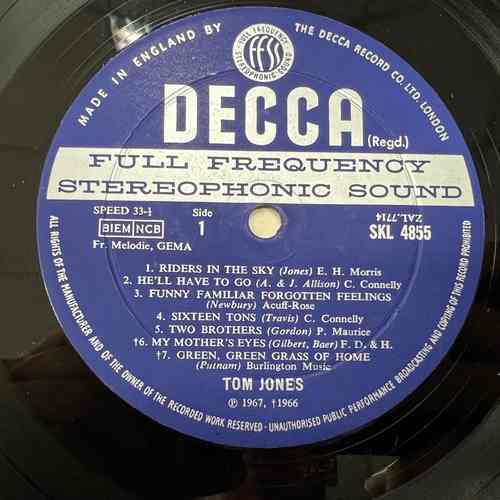 MADE IN ENGLAND BY THE DECCA RECORD CO. LTD. LONDON
FULL FREQUENCY
ffss
STEREOPHONIC SOUND
DECCA (Regd.)
FULL FREQUENCY
STEREOPHONIC SOUND
SPEED 33-⅓ Side
BIEM NCB 1 SKL 4855
ZAL.7714
Fr. Melodie, GEMA
1. RIDERS IN THE SKY (Jones) E. H. Morris
2. HE'LL HAVE TO GO (A. & J. Allison) C. Connelly
3. FUNNY FAMILIAR FORGOTTEN FEELINGS
(Newbury) Acuff-Rose
4. SIXTEEN TONS (Travis) C. Connelly
5. TWO BROTHERS (Gordon) P. Maurice
†6. MY MOTHER'S EYES (Gilbert, Baer) F. D. & H.
†7. GREEN, GREEN GRASS OF HOME
(Putnam) Burlington Music
TOM JONES
℗ 1967, †1966
ALL RIGHTS OF THE MANUFACTURER AND OF THE OWNER OF THE RECORDED WORK RESERVED - UNAUTHORISED PUBLIC PERFORMANCE BROADCASTING AND COPYING OF THIS RECORD PROHIBITED